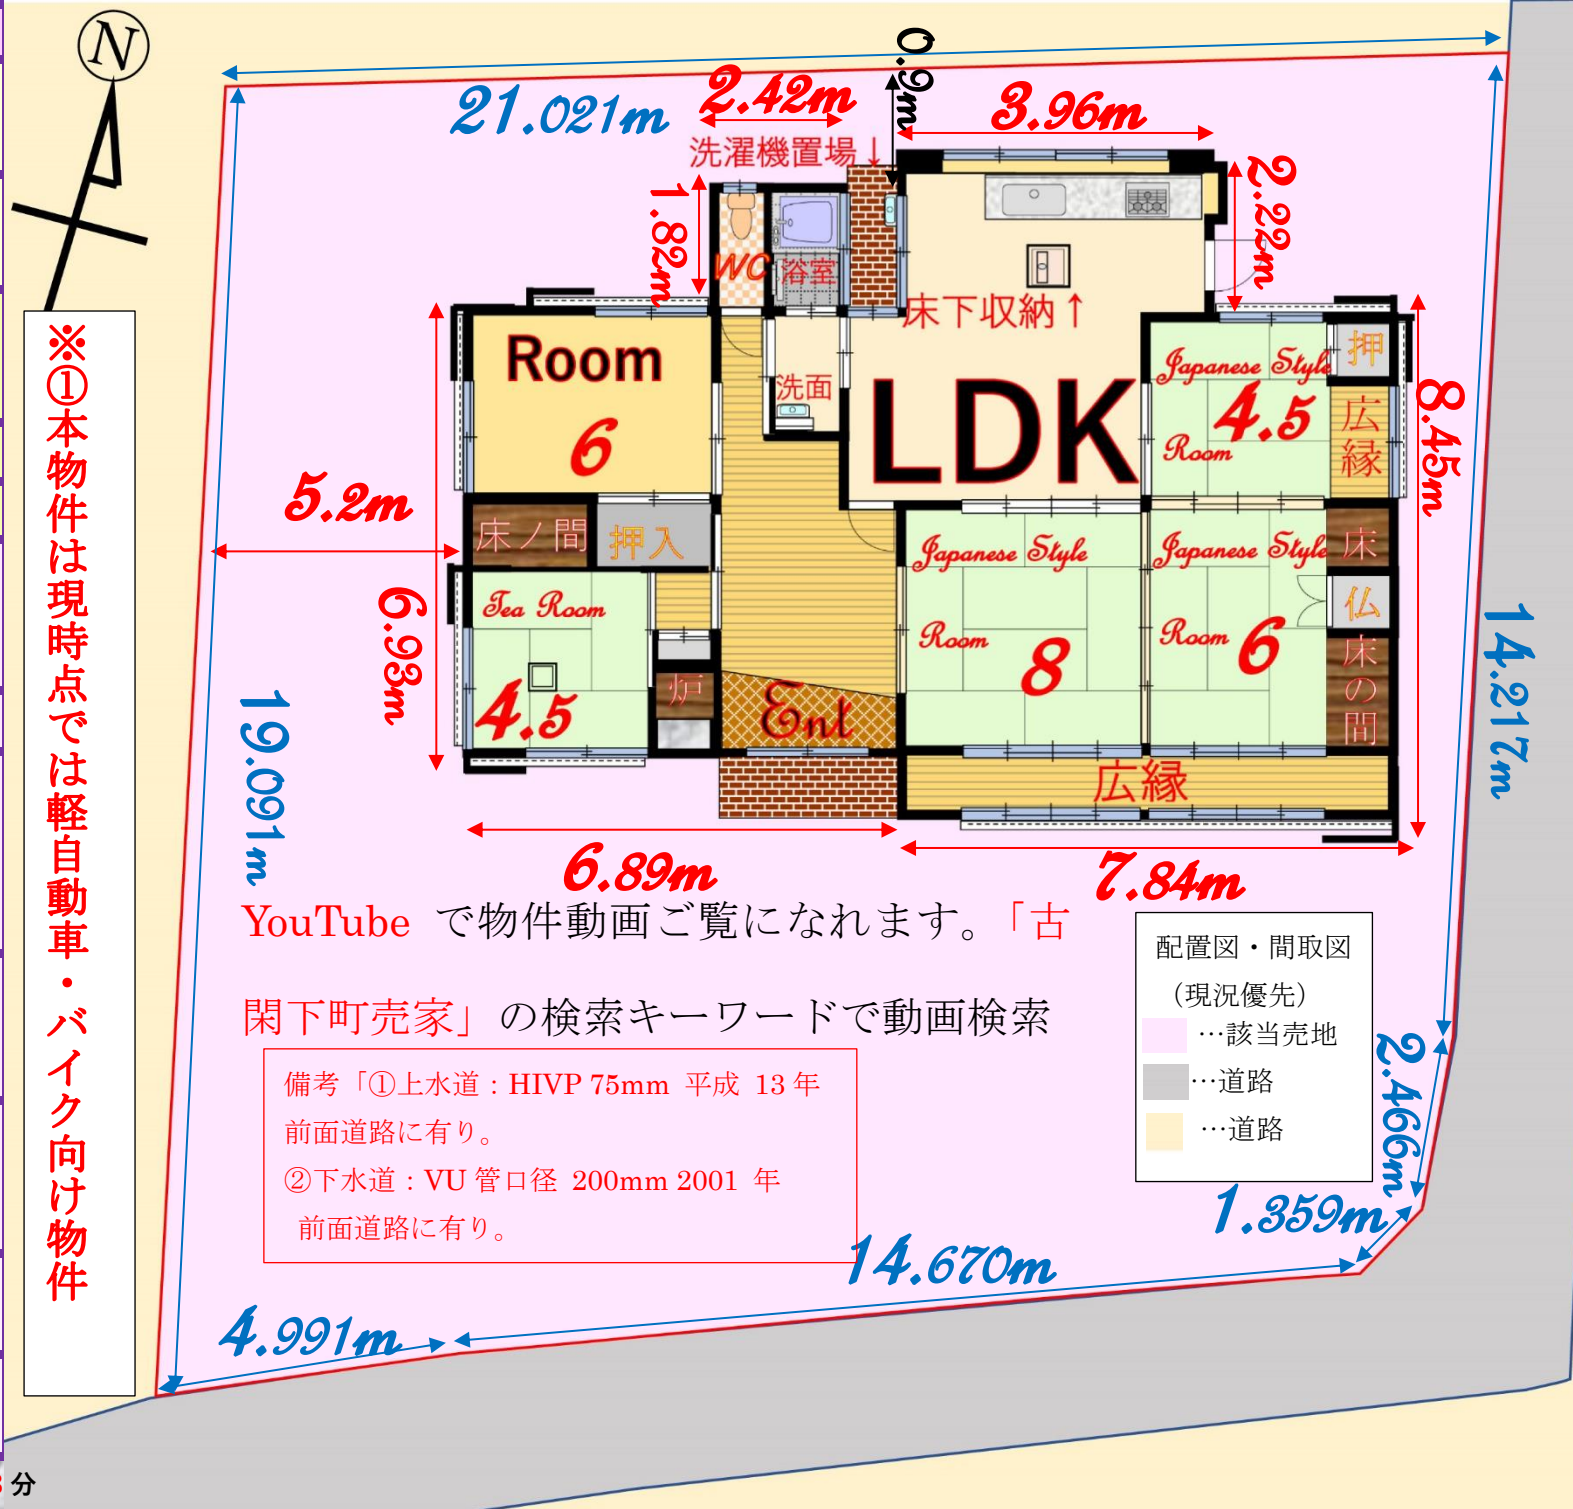 N
0.9m
21.021m
2.42m
3.96m
洗濯機置場↓
1.82m
2.22m
WC
浴室
床下収納↑
Room
6
洗面
LDK
Japanese Style
4.5
Room
押
広縁
8.45m
5.2m
床ノ間
押入
6.93m
Tea Room
4.5
炉
Ent
Japanese Style
Room
8
Japanese Style
Room
6
床
仏
床の間
広縁
14.217m
19.091m
6.89m
7.84m
※①本物件は現時点では軽自動車・バイク向け物件
YouTube で物件動画ご覧になれます。「古
閑下町売家」の検索キーワードで動画検索
備考「①上水道：HIVP 75mm 平成 13 年
前面道路に有り。
②下水道：VU 管口径 200mm 2001 年
前面道路に有り。
配置図・間取図
（現況優先）
…該当売地
…道路
…道路
2.466m
1.359m
14.670m
4.991m
分